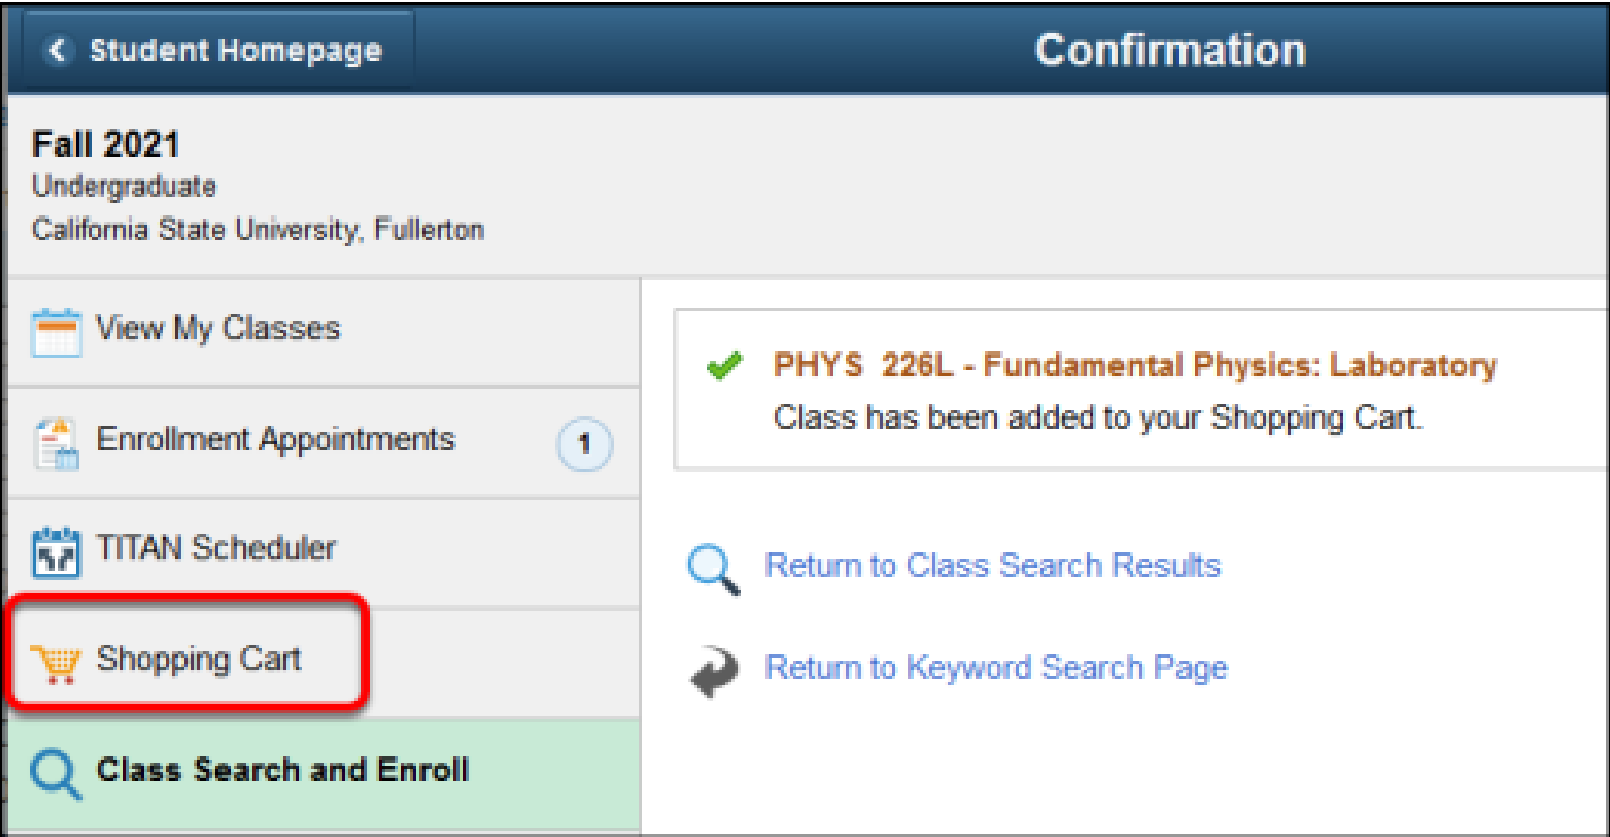 Student Homepage
Confirmation
Fall 2021
Undergraduate
California State University, Fullerton
View My Classes
Enrollment Appointments 1
TITAN Scheduler
Shopping Cart
Class Search and Enroll
PHYS 226L - Fundamental Physics: Laboratory
Class has been added to your Shopping Cart.
Return to Class Search Results
Return to Keyword Search Page